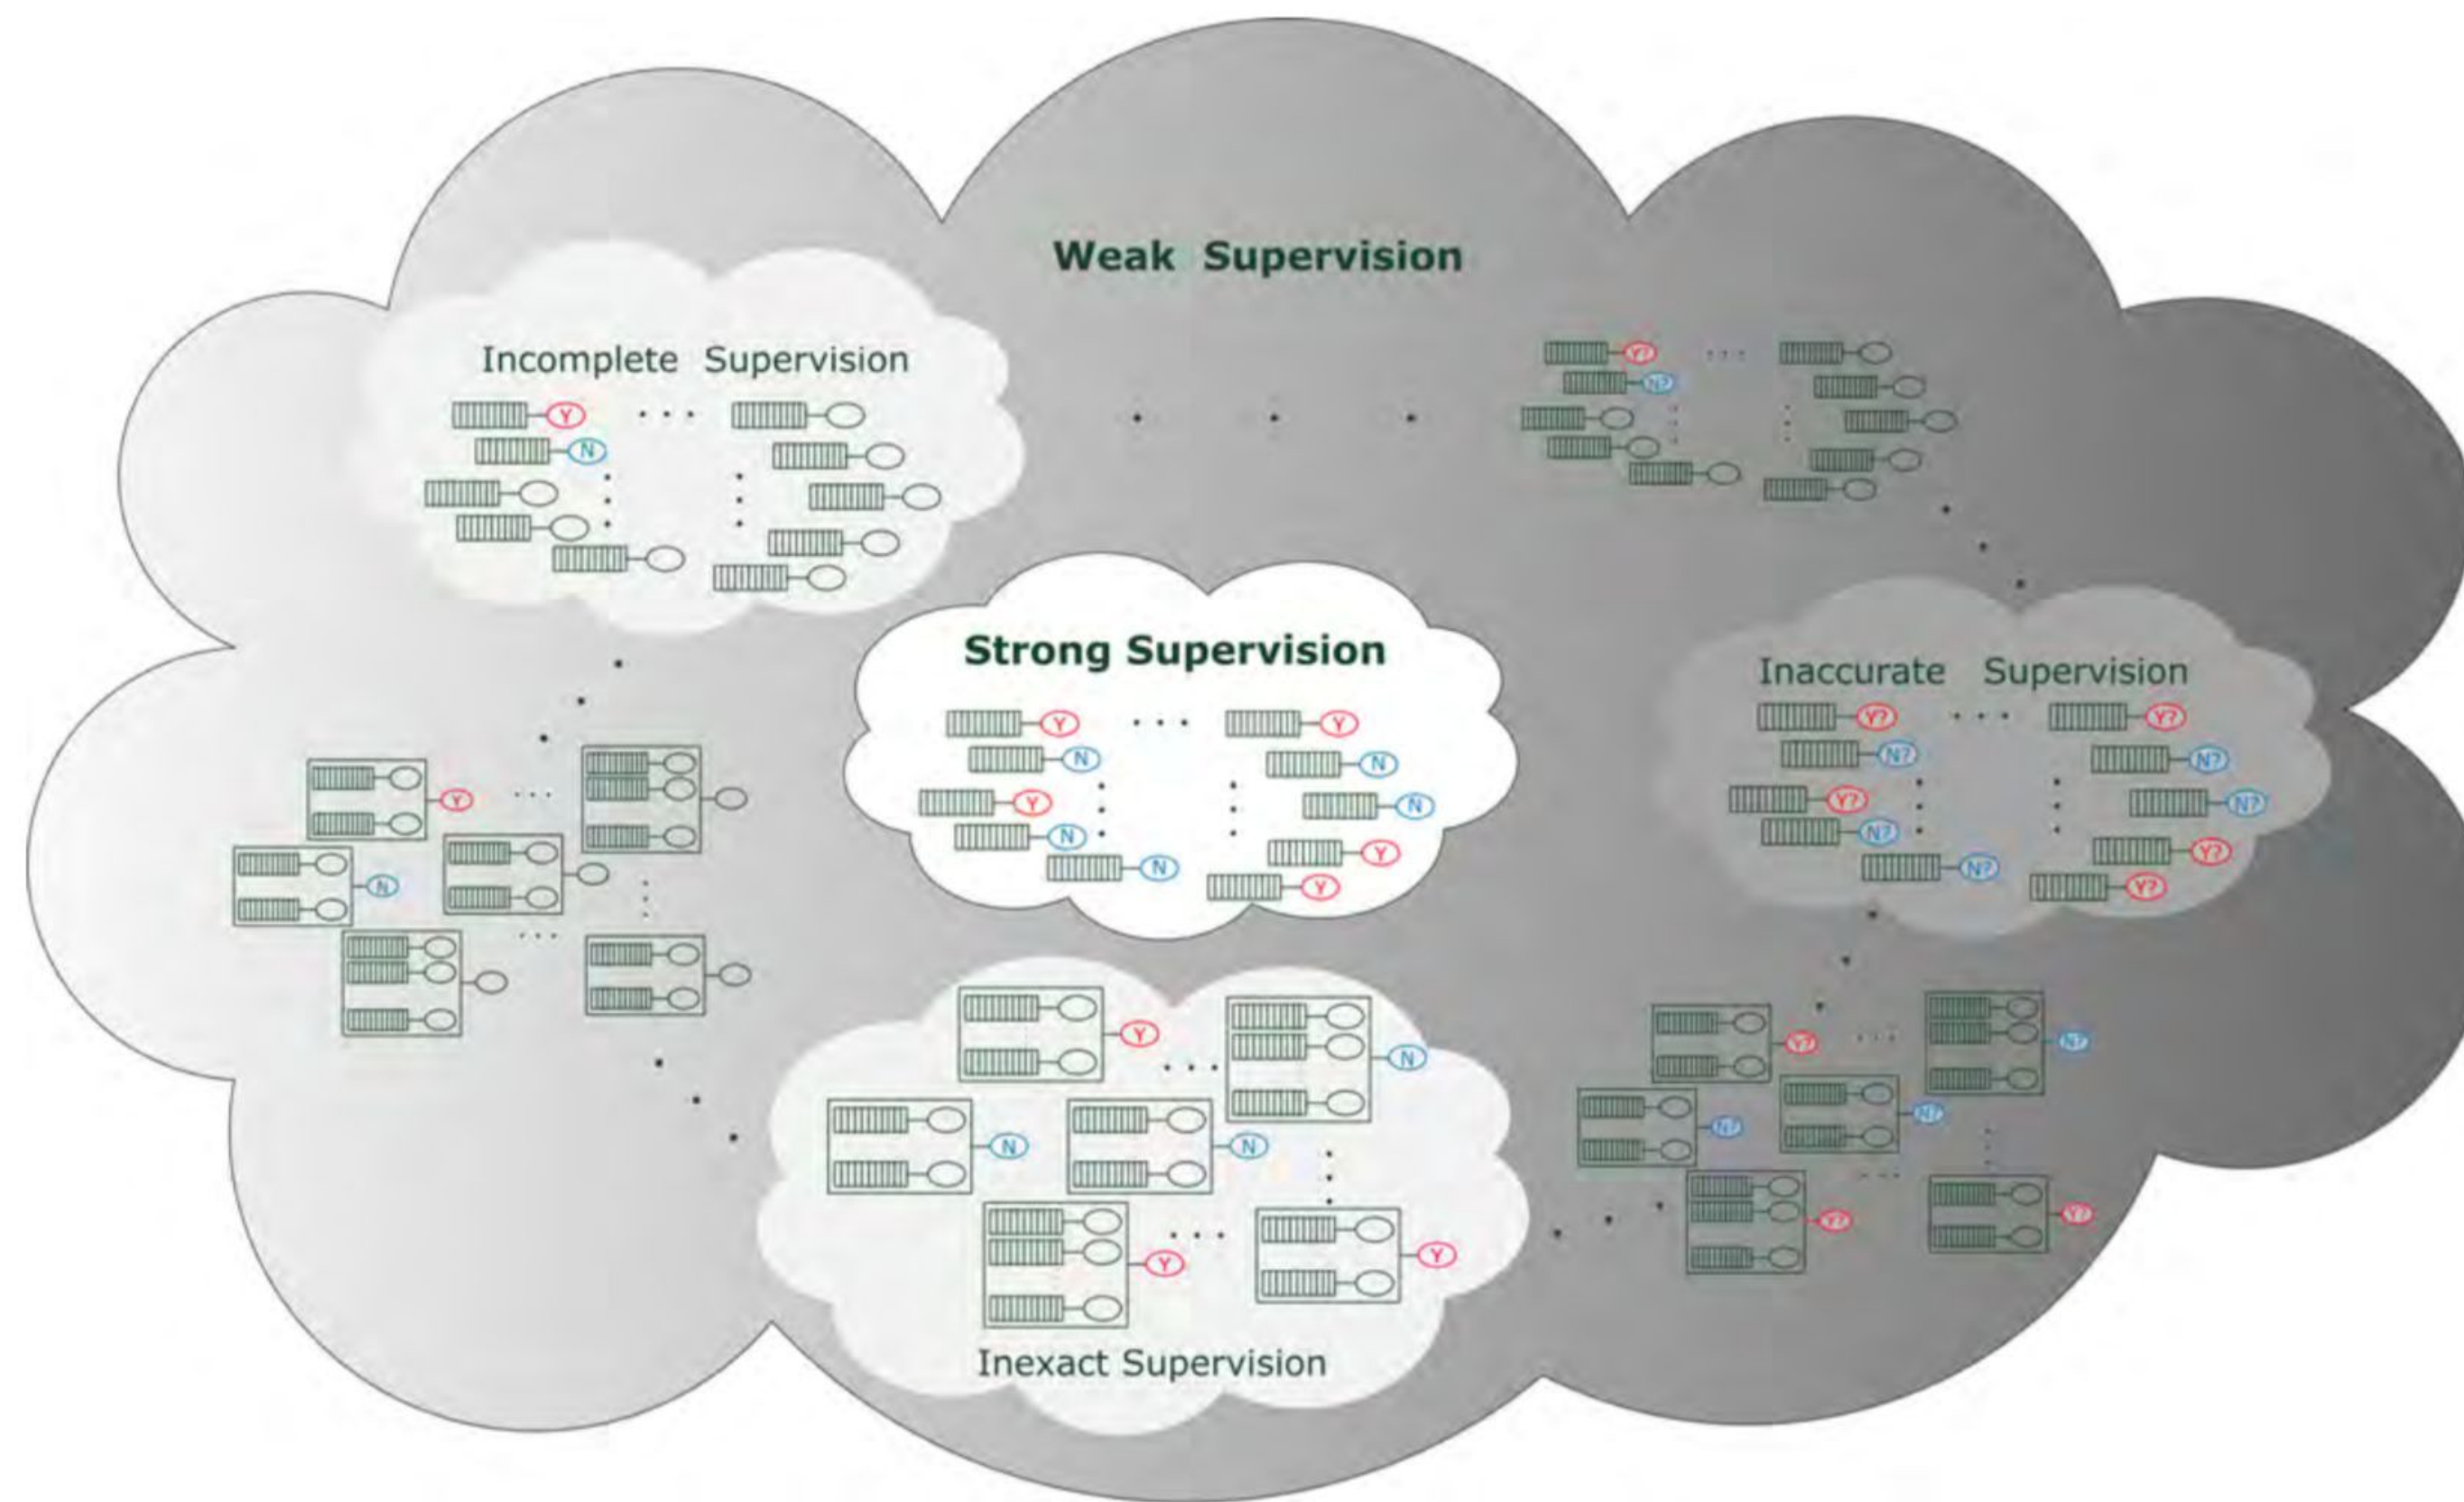 Weak Supervision
Incomplete Supervision
Y? 
N?
Y
N
Strong Supervision
Y Y
N N
Y N
N Y
N Y
Inaccurate Supervision
Y? Y?
N? N?
Y? N?
N? Y?
N? Y?
Y
N
Y
N
N N
Y Y
Inexact Supervision
Y? N?
N? N?
Y? Y?